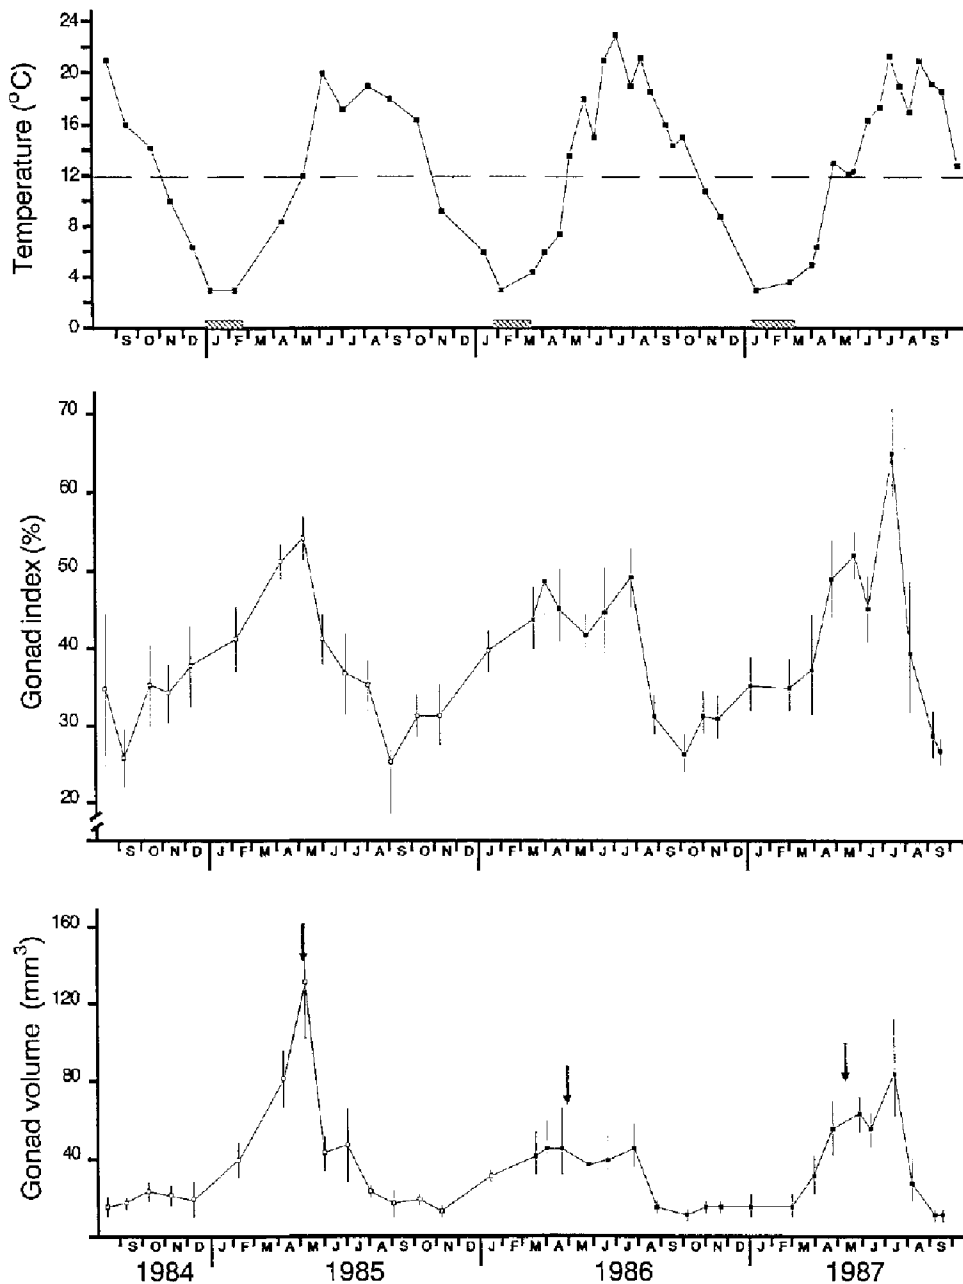 24
20
16
12
8
4
0
Temperature (°C)
S O N D J F M A M J J A S O N D J F M A M J J A S O N D J F M A M J J A S
70
60
50
40
30
20
Gonad index (%)
S O N D J F M A M J J A S O N D J F M A M J J A S O N D J F M A M J J A S
160
120
80
40
Gonad volume (mm³)
S O N D J F M A M J J A S O N D J F M A M J J A S O N D J F M A M J J A S
1984 1985 1986 1987